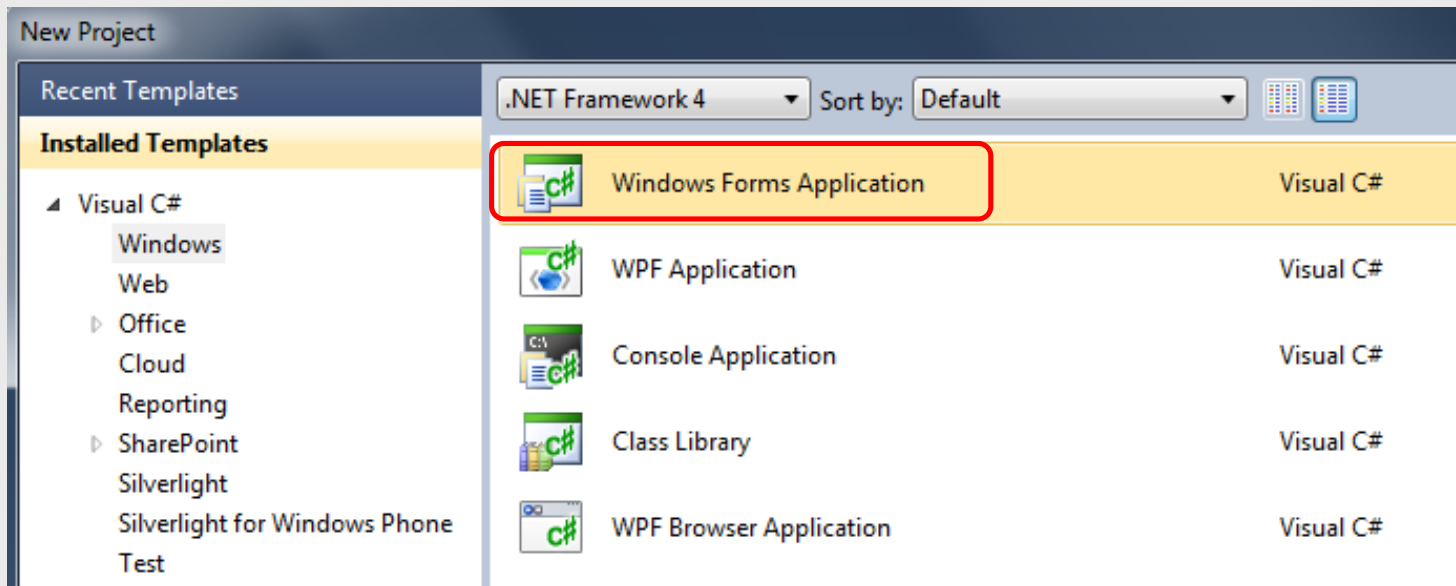 New Project
Recent Templates
Installed Templates
Visual C#
Windows
Web
Office
Cloud
Reporting
SharePoint
Silverlight
Silverlight for Windows Phone
Test
.NET Framework 4 Sort by: Default
C# Windows Forms Application Visual C#
C# WPF Application Visual C#
C:\ C# Console Application Visual C#
C# Class Library Visual C#
C# WPF Browser Application Visual C#